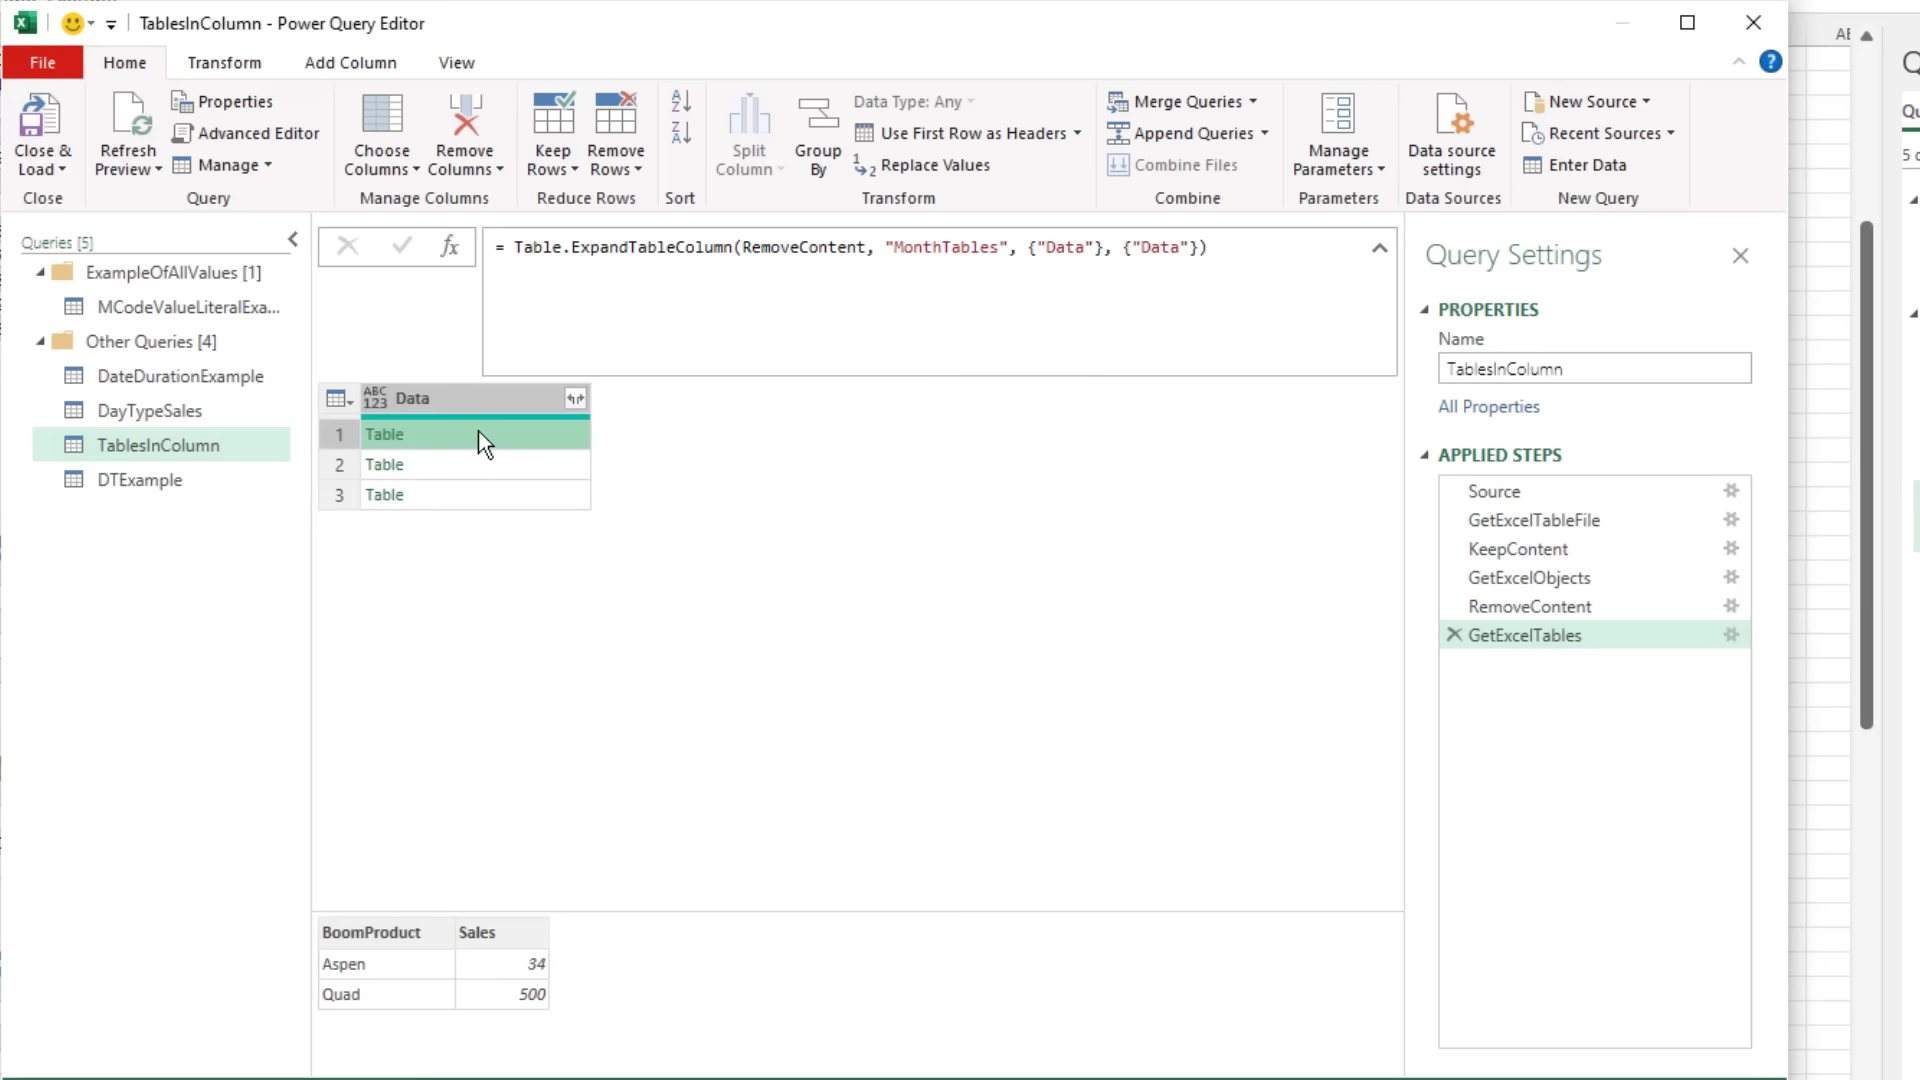 TablesInColumn - Power Query Editor
File
Home
Transform
Add Column
View
Close &
Load
Close
Refresh
Preview
Properties
Advanced Editor
Manage
Query
Choose
Columns
Remove
Columns
Manage Columns
Keep
Rows
Remove
Rows
Reduce Rows
Sort
Split
Column
Group
By
Data Type: Any
Use First Row as Headers
Replace Values
Transform
Merge Queries
Append Queries
Combine Files
Combine
Manage
Parameters
Parameters
Data source
settings
Data Sources
New Source
Recent Sources
Enter Data
New Query
Queries [5]
ExampleOfAllValues [1]
MCodeValueLiteralExa...
Other Queries [4]
DateDurationExample
DayTypeSales
TablesInColumn
DTExample
fx
= Table.ExpandTableColumn(RemoveContent, "MonthTables", {"Data"}, {"Data"})
ABC
123
Data
1 Table
2 Table
3 Table
BoomProduct Sales
Aspen 34
Quad 500
Query Settings
PROPERTIES
Name
TablesInColumn
All Properties
APPLIED STEPS
Source
GetExcelTableFile
KeepContent
GetExcelObjects
RemoveContent
GetExcelTables